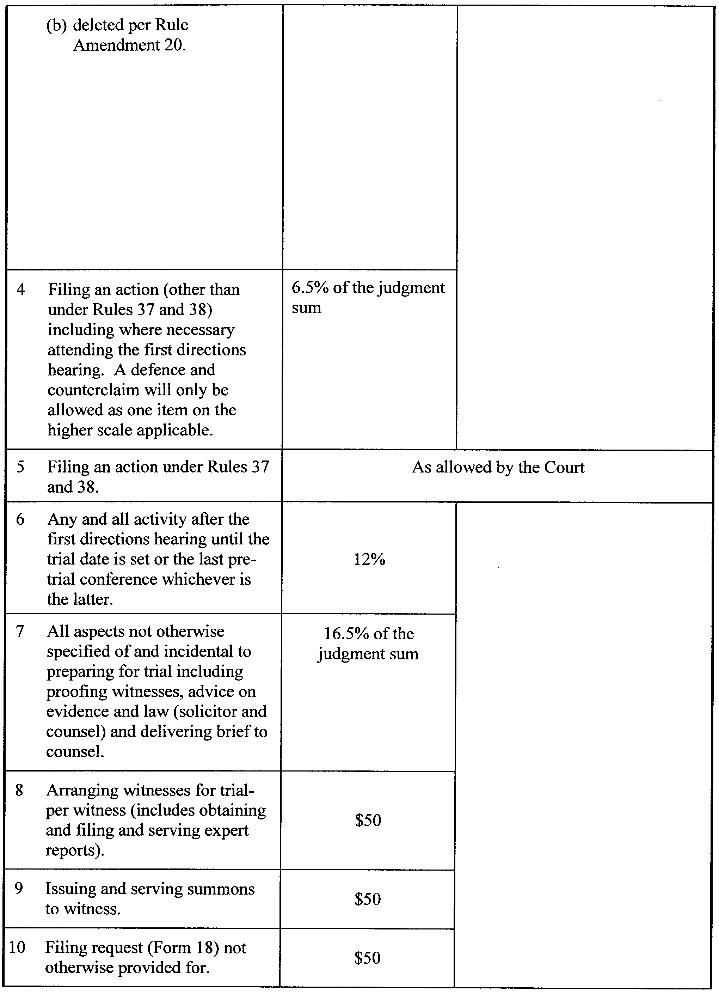 (b) deleted per Rule
Amendment 20.
4 Filing an action (other than
under Rules 37 and 38)
including where necessary
attending the first directions
hearing. A defence and
counterclaim will only be
allowed as one item on the
higher scale applicable.
6.5% of the judgment
sum
5 Filing an action under Rules 37
and 38.
As allowed by the Court
6 Any and all activity after the
first directions hearing until the
trial date is set or the last pre-
trial conference whichever is
the latter.
12%
7 All aspects not otherwise
specified of and incidental to
preparing for trial including
proofing witnesses, advice on
evidence and law (solicitor and
counsel) and delivering brief to
counsel.
16.5% of the
judgment sum
8 Arranging witnesses for trial-
per witness (includes obtaining
and filing and serving expert
reports).
$50
9 Issuing and serving summons
to witness.
$50
10 Filing request (Form 18) not
otherwise provided for.
$50